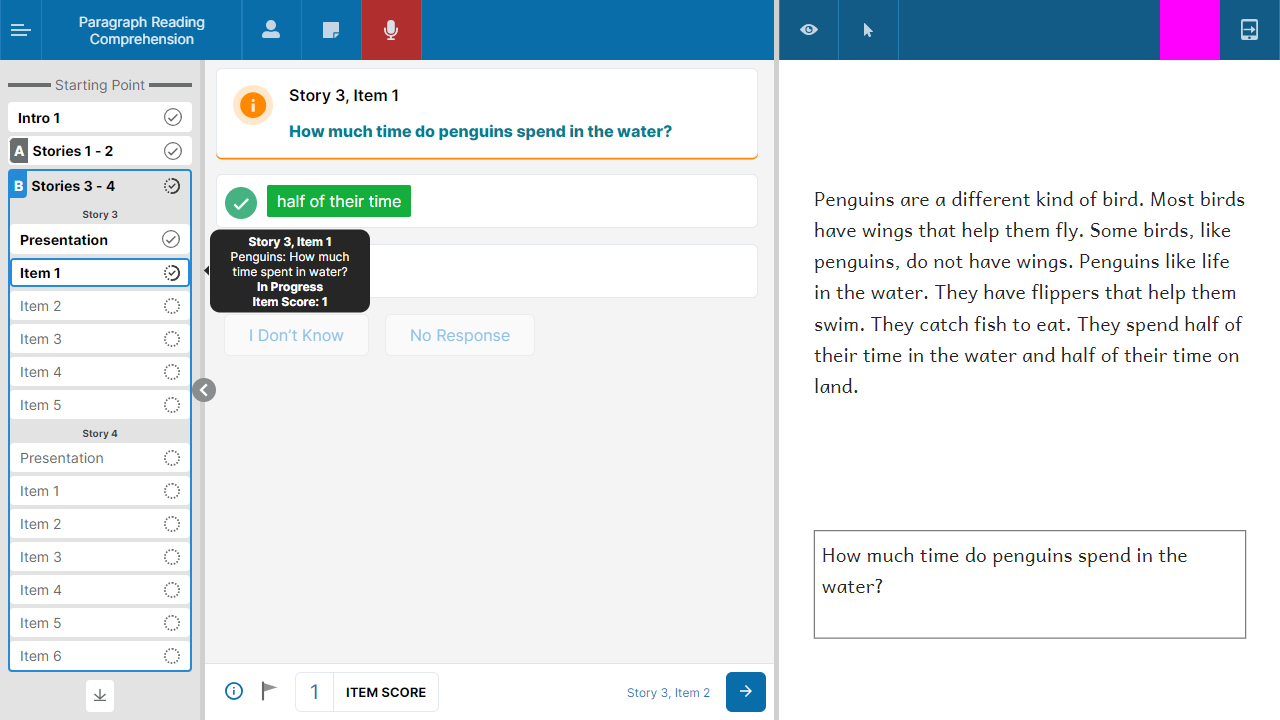 Paragraph Reading
Comprehension
Starting Point
Intro 1
A Stories 1 - 2
B Stories 3 - 4
Story 3
Presentation
Item 1
Item 2
Item 3
Item 4
Item 5
Story 4
Presentation
Item 1
Item 2
Item 3
Item 4
Item 5
Item 6
Story 3, Item 1
How much time do penguins spend in the water?
half of their time
Story 3, Item 1
Penguins: How much
time spent in water?
In Progress
Item Score: 1
I Don't Know
No Response
1 ITEM SCORE
Story 3, Item 2
Penguins are a different kind of bird. Most birds
have wings that help them fly. Some birds, like
penguins, do not have wings. Penguins like life
in the water. They have flippers that help them
swim. They catch fish to eat. They spend half of
their time in the water and half of their time on
land.
How much time do penguins spend in the
water?